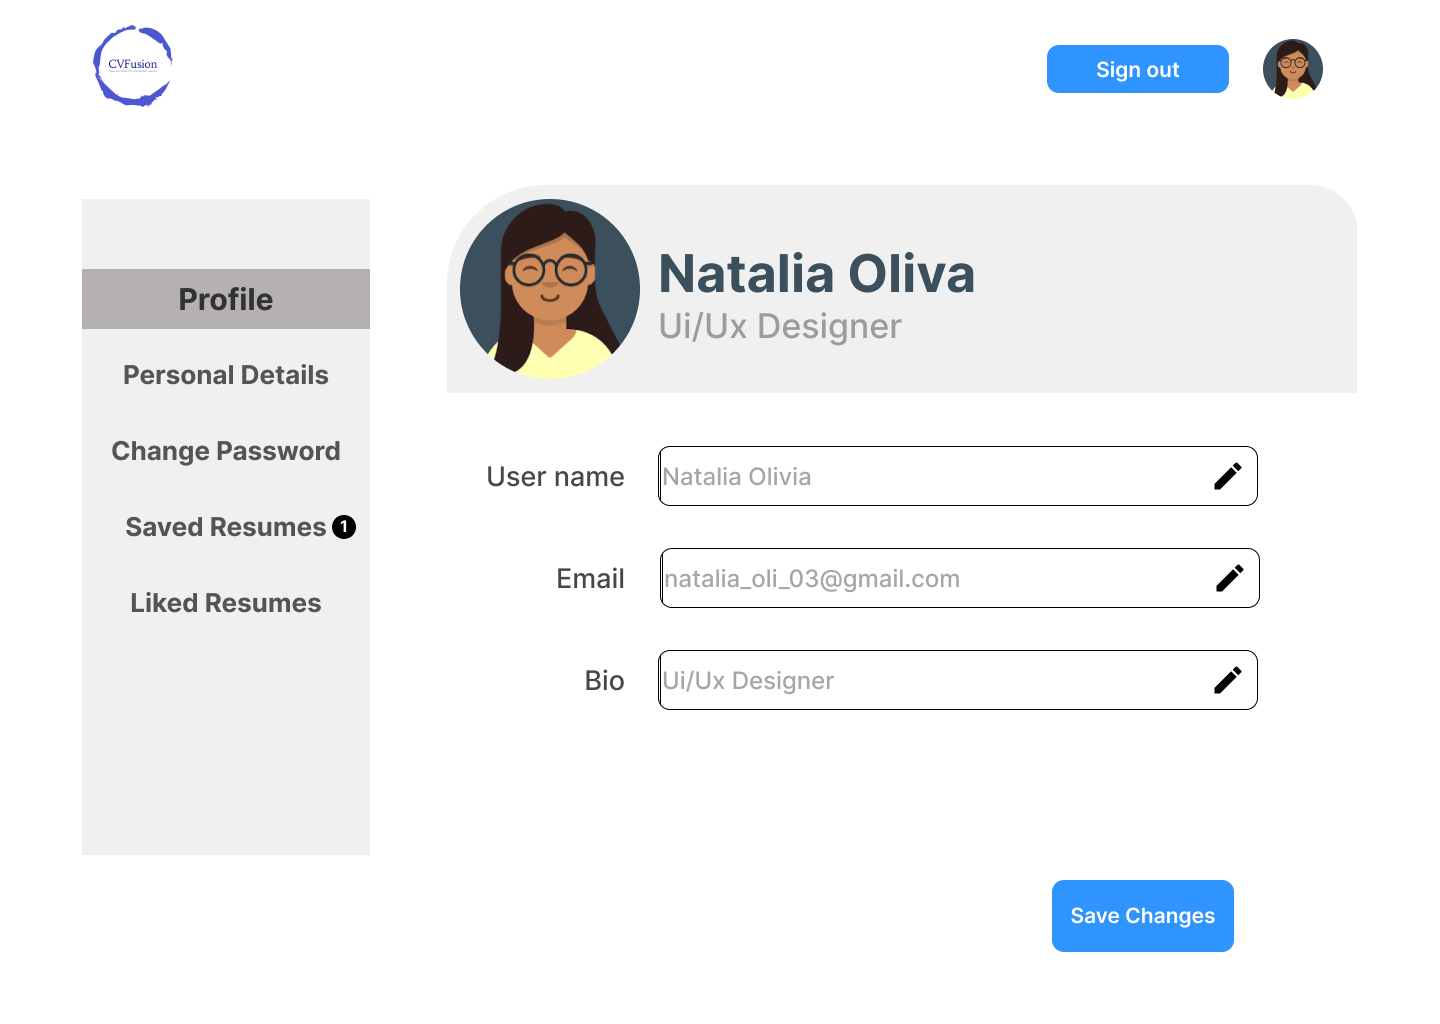 CVFusion
Sign out
Profile
Personal Details
Change Password
Saved Resumes 1
Liked Resumes
Natalia Oliva
Ui/Ux Designer
User name
Natalia Olivia
Email
natalia_oli_03@gmail.com
Bio
Ui/Ux Designer
Save Changes